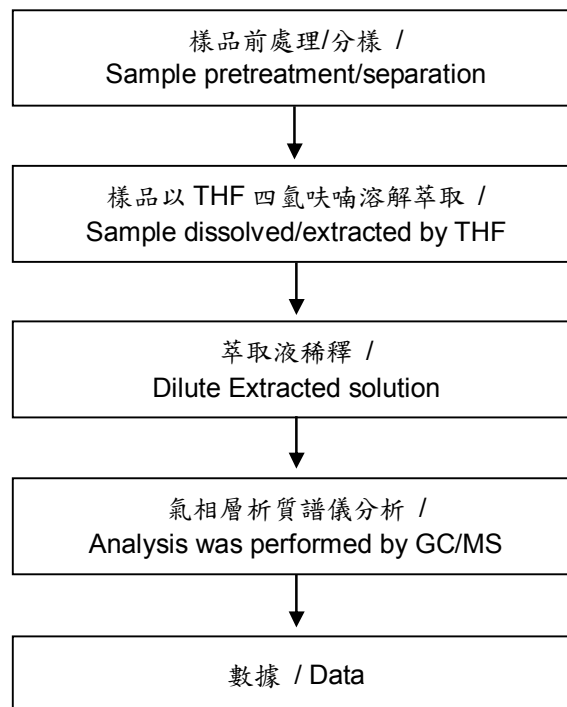 樣品前處理/分樣 /
Sample pretreatment/separation
樣品以 THF 四氫呋喃溶解萃取 /
Sample dissolved/extracted by THF
萃取液稀釋 /
Dilute Extracted solution
氣相層析質譜儀分析 /
Analysis was performed by GC/MS
數據 / Data